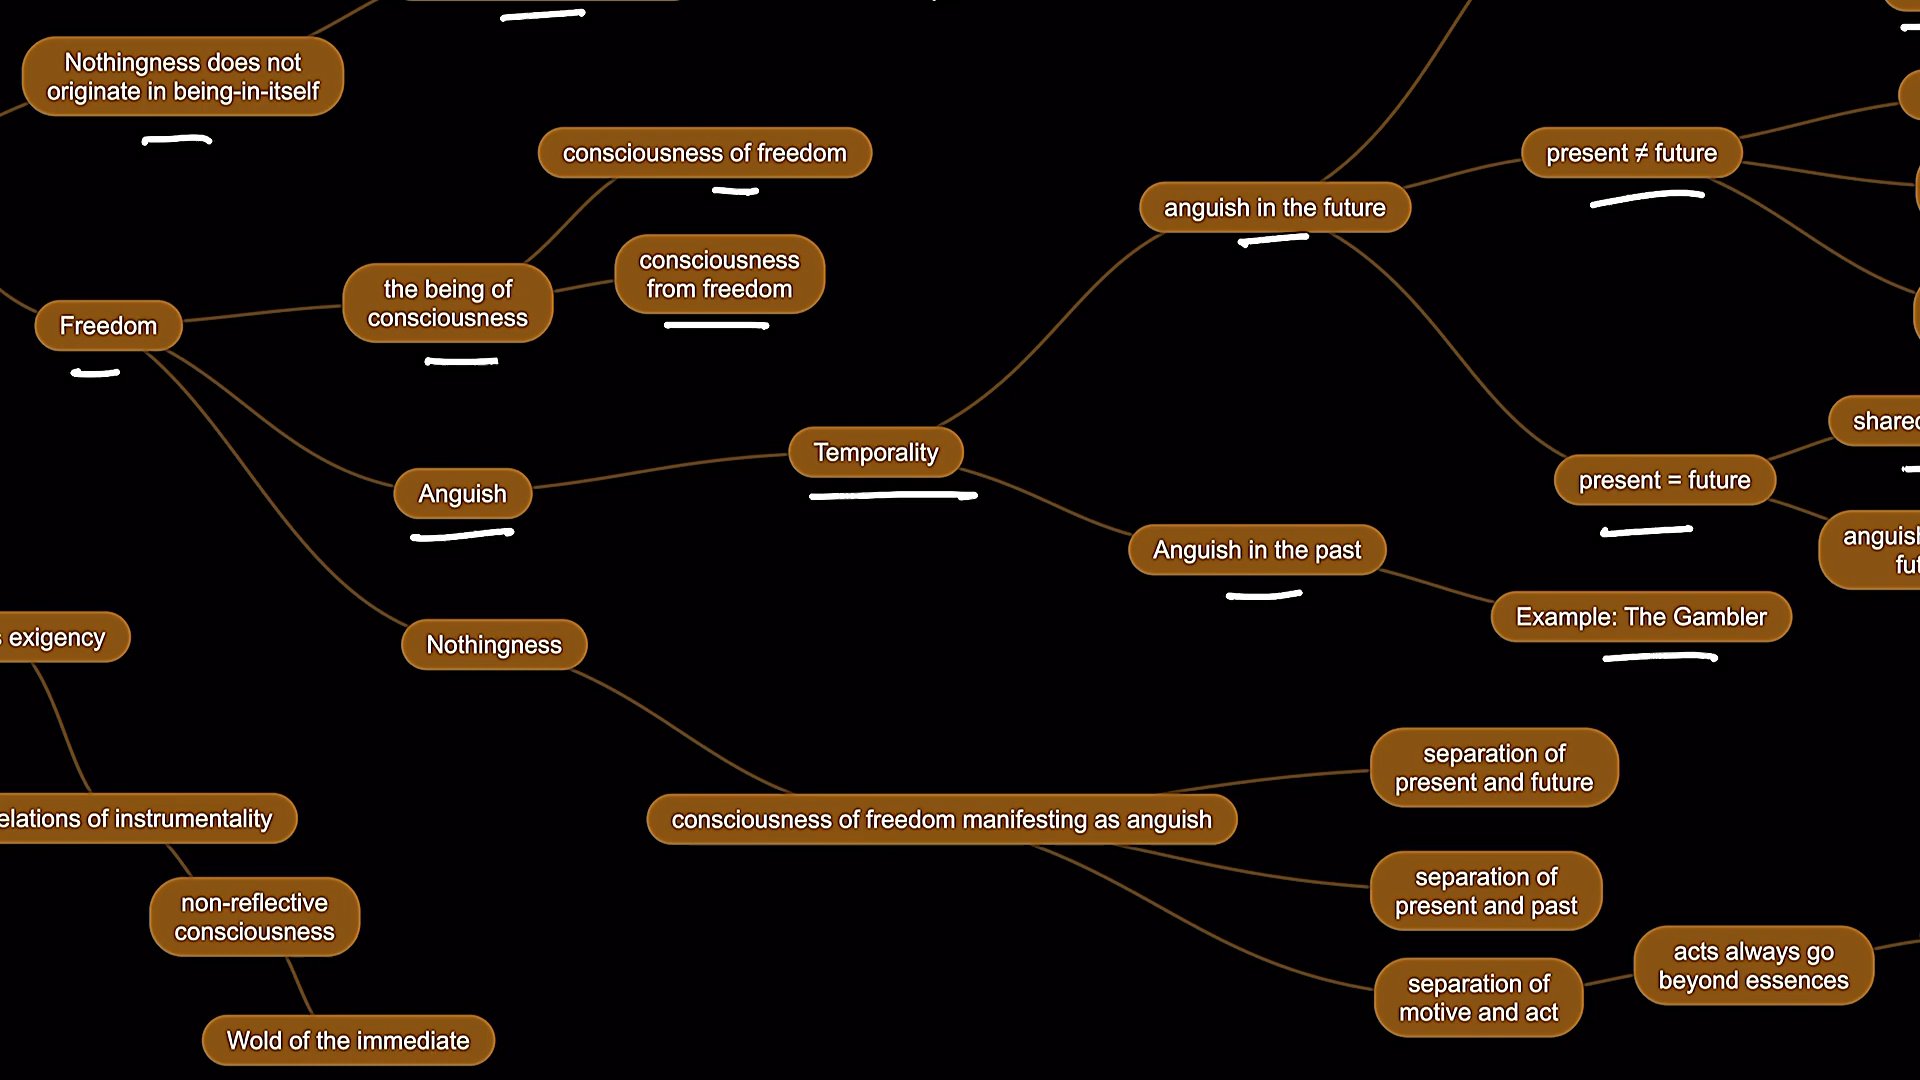 Nothingness does not
originate in being-in-itself
consciousness of freedom
present ≠ future
anguish in the future
consciousness
from freedom
the being of
consciousness
Freedom
shared
Temporality
present = future
Anguish
Anguish in the past
Example: The Gambler
exigency
Nothingness
separation of
present and future
elations of instrumentality
consciousness of freedom manifesting as anguish
separation of
present and past
non-reflective
consciousness
acts always go
beyond essences
separation of
motive and act
Wold of the immediate